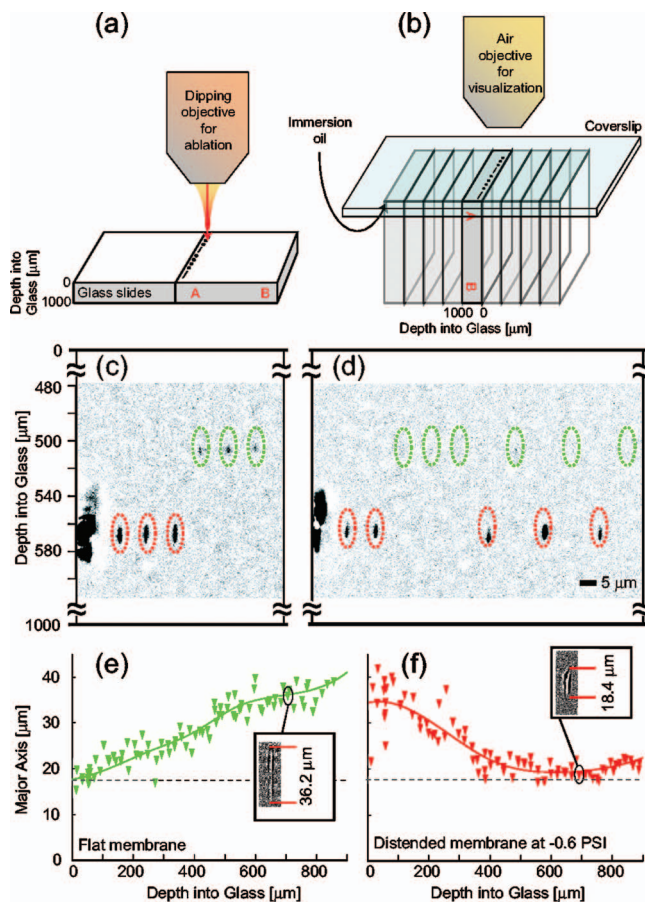 (a)
(b)
Dipping
objective
for
ablation
Air
objective
for
visualization
Immersion
oil
Coverslip
Depth into
Glass [μm]
0
1000
Glass slides
A
B
A
B
1000 0
Depth into Glass [μm]
0
(c)
(d)
480
500
540
560
580
1000
Depth into Glass [μm]
5 μm
(e)
(f)
40
30
20
10
0
Major Axis [μm]
36.2 μm
18.4 μm
Flat membrane
Distended membrane at -0.6 PSI
0
200
400
600
800
0
200
400
600
800
Depth into Glass [μm]
Depth into Glass [μm]